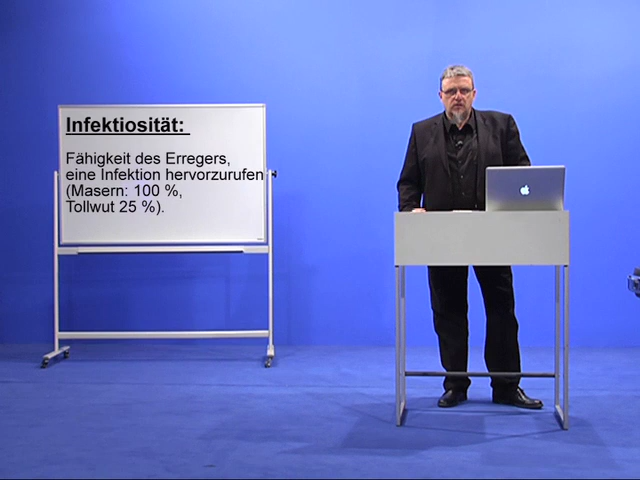 Infektiosität:
Fähigkeit des Erregers,
eine Infektion hervorzurufen
(Masern: 100 %,
Tollwut 25 %).